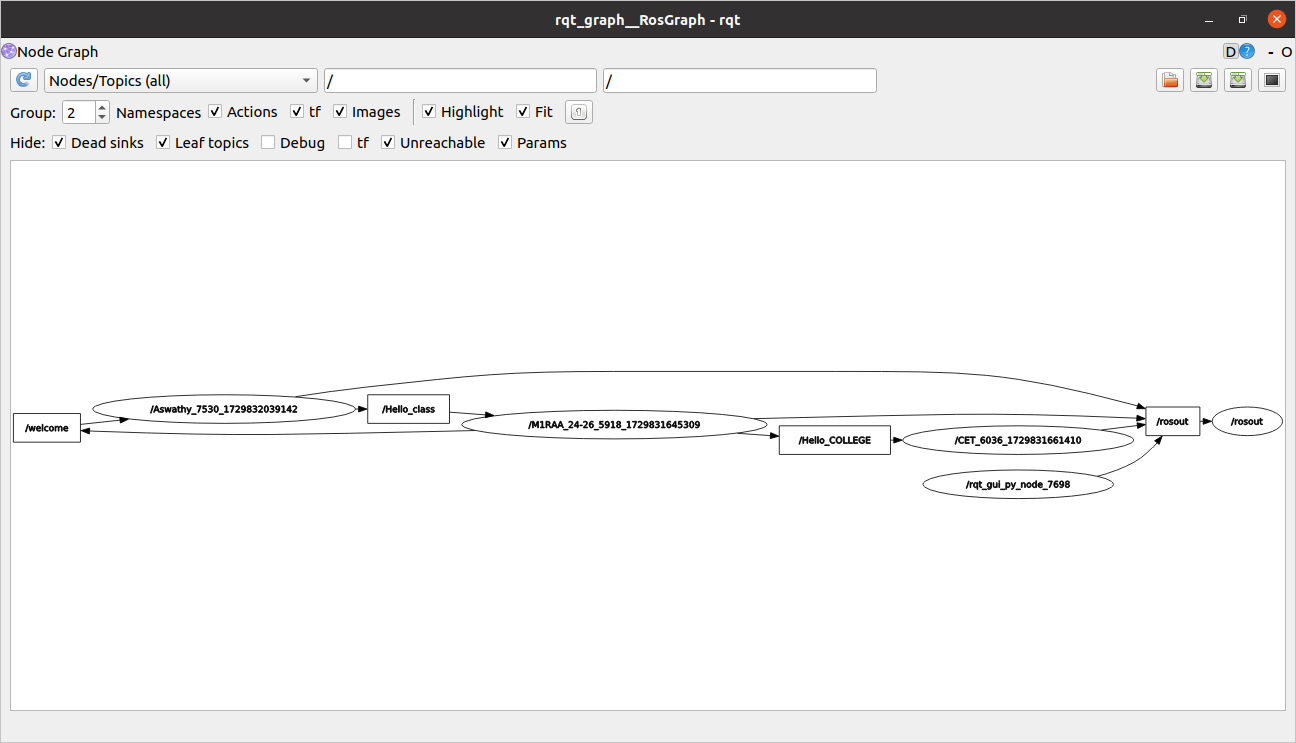 rqt_graph__RosGraph - rqt
Node Graph D ? - O
Nodes/Topics (all) / /
Group: 2 Namespaces Actions tf Images Highlight Fit
Hide: Dead sinks Leaf topics Debug tf Unreachable Params
/welcome
/Aswathy_7530_1729832039142
/Hello_class
/M1RAA_24-26_5918_1729831645309
/Hello_COLLEGE
/CET_6036_1729831661410
/rqt_gui_py_node_7698
/rosout
/rosout